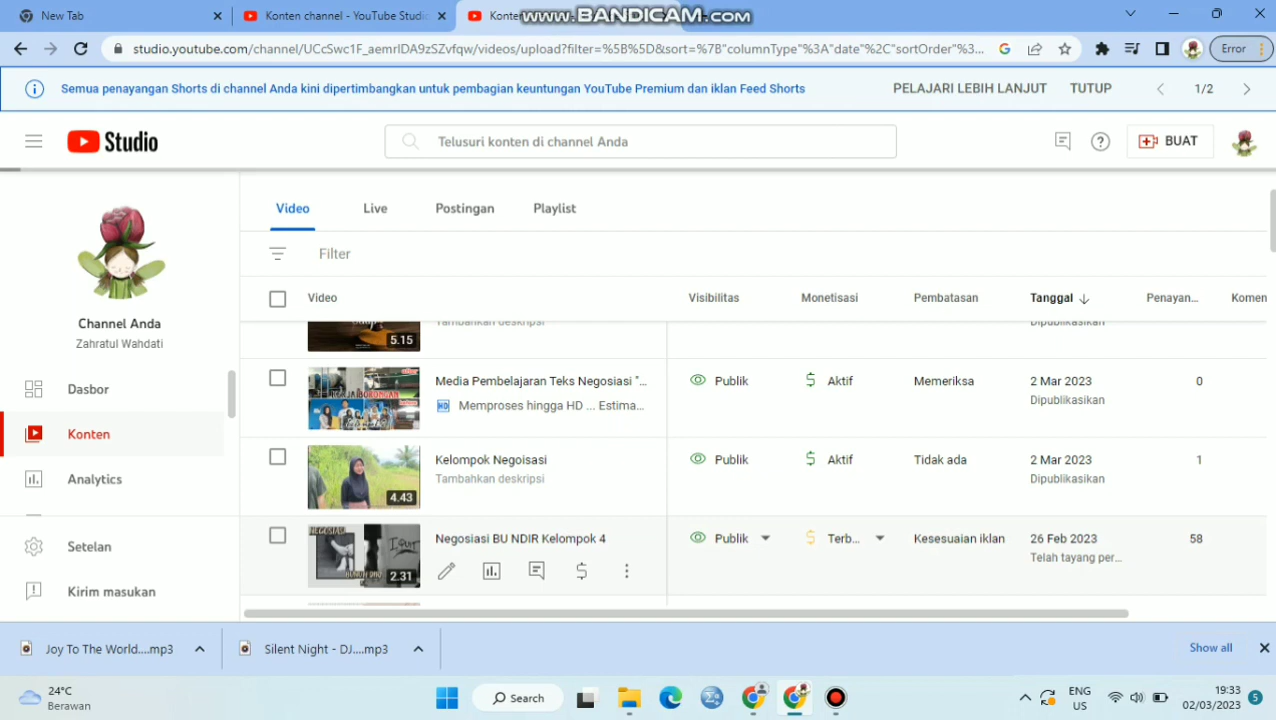 New Tab
Konten - YouTube Studio
Konten
www.BANDICAM.com
studio.youtube.com/channel/UCcSwc1F_aemrIDA9zSZvfqw/videos/upload?filter=%5B%5D&sort=%7B"columnType"%3A"date"%2C"sortOrder"%3...
Error
Semua penayangan Shorts di channel Anda kini dipertimbangkan untuk pembagian keuntungan YouTube Premium dan iklan Feed Shorts
PELAJARI LEBIH LANJUT
TUTUP
1/2
Studio
Telusuri konten di channel Anda
BUAT
Video
Live
Postingan
Playlist
Filter
Video
Visibilitas
Monetisasi
Pembatasan
Tanggal
Penayan...
Komen
5.15
Tambahkan deskripsi
Dipublikasikan
Media Pembelajaran Teks Negosiasi "...
Memproses hingga HD ... Estima...
Publik
Aktif
Memeriksa
2 Mar 2023
Dipublikasikan
0
4.43
Kelompok Negoisasi
Tambahkan deskripsi
Publik
Aktif
Tidak ada
2 Mar 2023
Dipublikasikan
1
NEGOSIASI
I QUIT
BUNUH DIRI
2.31
Negosiasi BU NDIR Kelompok 4
Publik
Terb...
Kesesuaian iklan
26 Feb 2023
Telah tayang per...
58
Channel Anda
Zahratul Wahdati
Dasbor
Konten
Analytics
Setelan
Kirim masukan
Joy To The World....mp3
Silent Night - DJ....mp3
Show all
24°C
Berawan
Search
ENG
US
19:33
02/03/2023
5